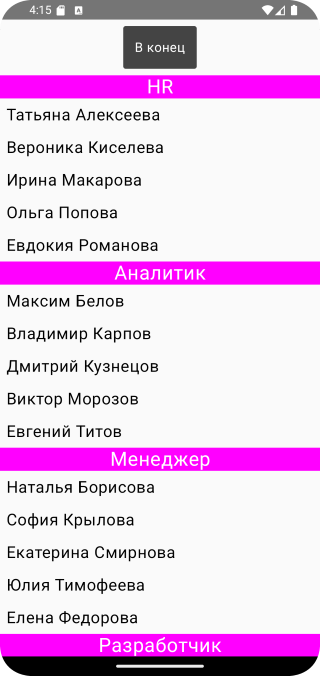 4:15
В конец
HR
Татьяна Алексеева
Вероника Киселева
Ирина Макарова
Ольга Попова
Евдокия Романова
Аналитик
Максим Белов
Владимир Карпов
Дмитрий Кузнецов
Виктор Морозов
Евгений Титов
Менеджер
Наталья Борисова
София Крылова
Екатерина Смирнова
Юлия Тимофеева
Елена Федорова
Разработчик